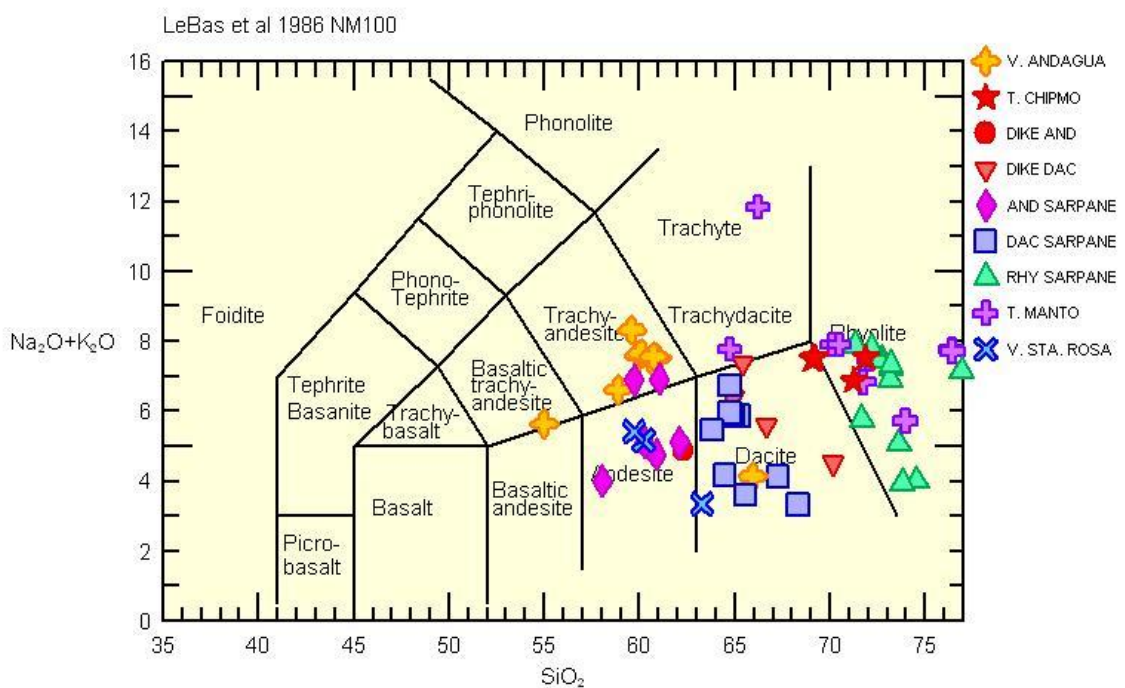 LeBas et al 1986 NM100
16
14
12
10
8
6
4
2
0
Na₂O+K₂O
35
40
45
50
55
60
65
70
75
SiO₂
Phonolite
Tephri-
phonolite
Trachyte
Phono-
Tephrite
Foidite
Trachy-
andesite
Trachydacite
Rhyolite
Basaltic
trachy-
andesite
Tephrite
Basanite
Trachy-
basalt
Dacite
Andesite
Basaltic
andesite
Basalt
Picro-
basalt
V. ANDAGUA
T. CHIPMO
DIKE AND
DIKE DAC
AND SARPANE
DAC SARPANE
RHY SARPANE
T. MANTO
V. STA. ROSA